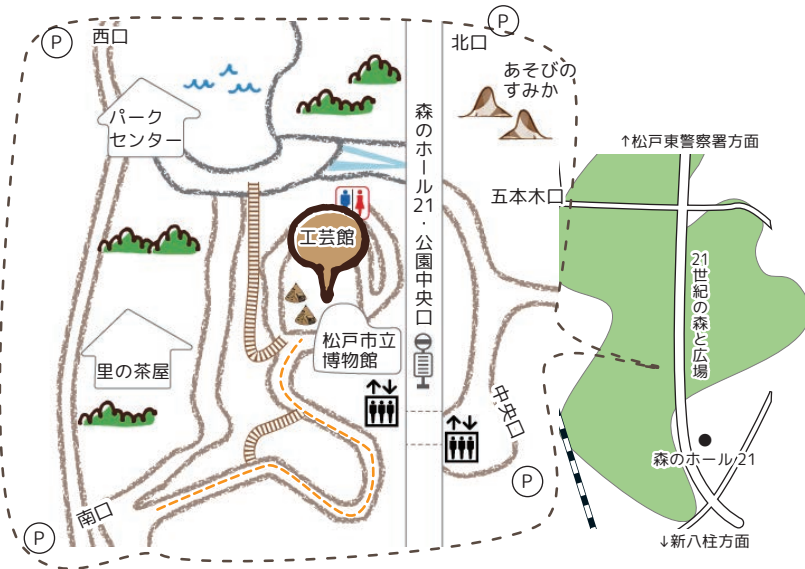 P
西口
P
北口
パーク
センター
あそびの
すみか
森のホール21・公園中央口
↑松戸東警察署方面
五本木口
工芸館
21世紀の森と広場
松戸市立
博物館
里の茶屋
中央口
森のホール 21
P
南口
P
↓新八柱方面